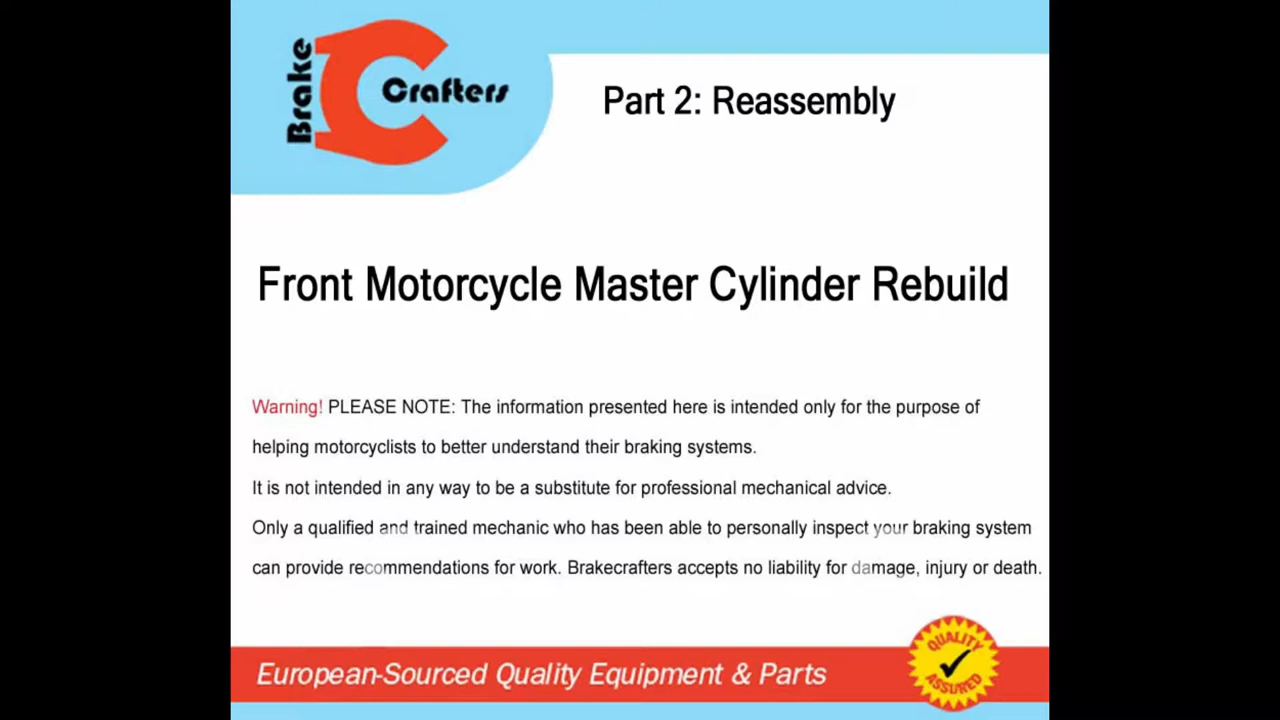 Brake Crafters
Part 2: Reassembly
Front Motorcycle Master Cylinder Rebuild
Warning! PLEASE NOTE: The information presented here is intended only for the purpose of
helping motorcyclists to better understand their braking systems.
It is not intended in any way to be a substitute for professional mechanical advice.
Only a qualified and trained mechanic who has been able to personally inspect your braking system
can provide recommendations for work. Brakecrafters accepts no liability for damage, injury or death.
European-Sourced Quality Equipment & Parts
QUALITY
ASSURED